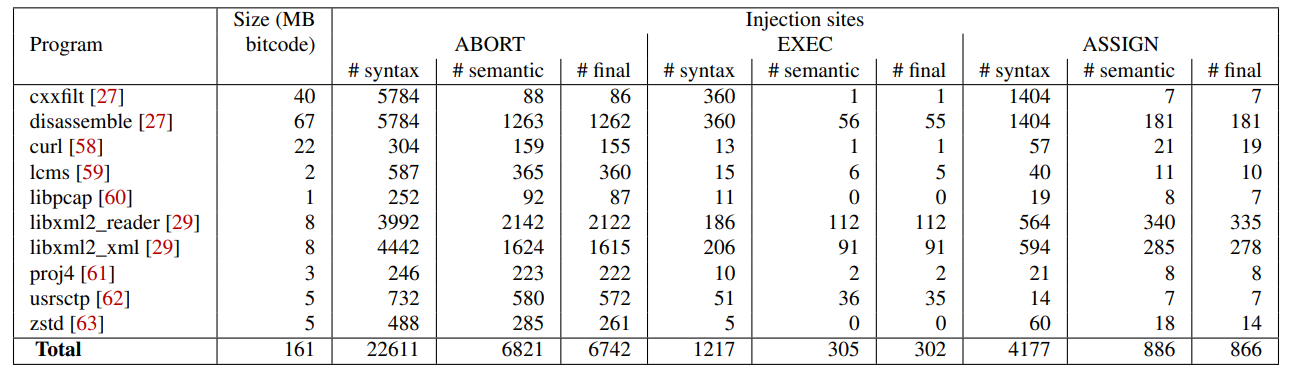 Size (MB Injection sites
Program bitcode) ABORT EXEC ASSIGN
# syntax # semantic # final # syntax # semantic # final # syntax # semantic # final
cxxfilt [27] 40 5784 88 86 360 1 1 1404 7 7
disassemble [27] 67 5784 1263 1262 360 56 55 1404 181 181
curl [58] 22 304 159 155 13 1 1 57 21 19
lcms [59] 2 587 365 360 15 6 5 40 11 10
libpcap [60] 1 252 92 87 11 0 0 19 8 7
libxml2_reader [29] 8 3992 2142 2122 186 112 112 564 340 335
libxml2_xml [29] 8 4442 1624 1615 206 91 91 594 285 278
proj4 [61] 3 246 223 222 10 2 2 21 8 8
usrsctp [62] 5 732 580 572 51 36 35 14 7 7
zstd [63] 5 488 285 261 5 0 0 60 18 14
Total 161 22611 6821 6742 1217 305 302 4177 886 866